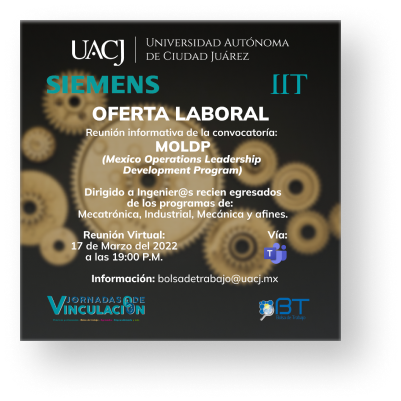 UACJ
UNIVERSIDAD AUTÓNOMA
DE CIUDAD JUÁREZ
SIEMENS
IIT
OFERTA LABORAL
Reunión informativa de la convocatoria:
MOLDP
(Mexico Operations Leadership
Development Program)
Dirigido a Ingenier@s recien egresados
de los programas de:
Mecatrónica, Industrial, Mecánica y afines.
Reunión Virtual:
17 de Marzo del 2022
a las 19:00 P.M.
Vía:
T
Información: bolsadetrabajo@uacj.mx
JORNADAS DE
VINCULACIÓN
BT